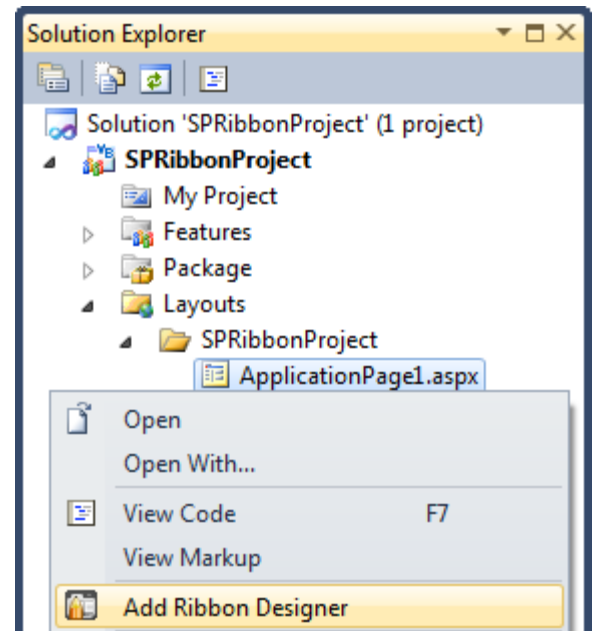 Solution Explorer
Solution 'SPRibbonProject' (1 project)
VB SPRibbonProject
My Project
Features
Package
Layouts
SPRibbonProject
ApplicationPage1.aspx
Open
Open With...
View Code F7
View Markup
Add Ribbon Designer